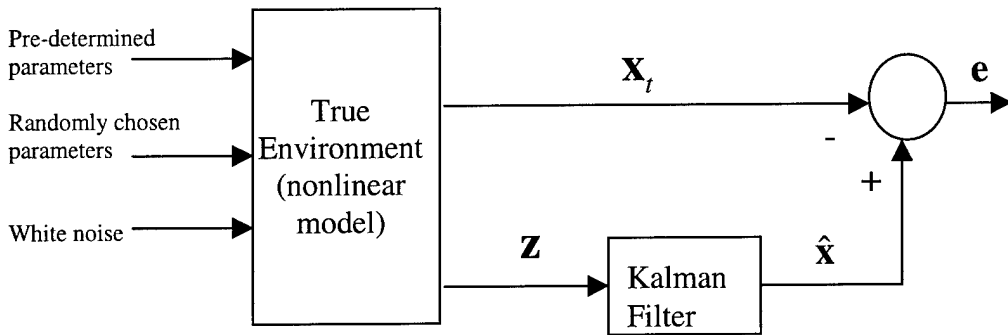 Pre-determined
parameters
Randomly chosen
parameters
White noise
True
Environment
(nonlinear
model)
x_t
-
+
e
z
Kalman
Filter
x̂